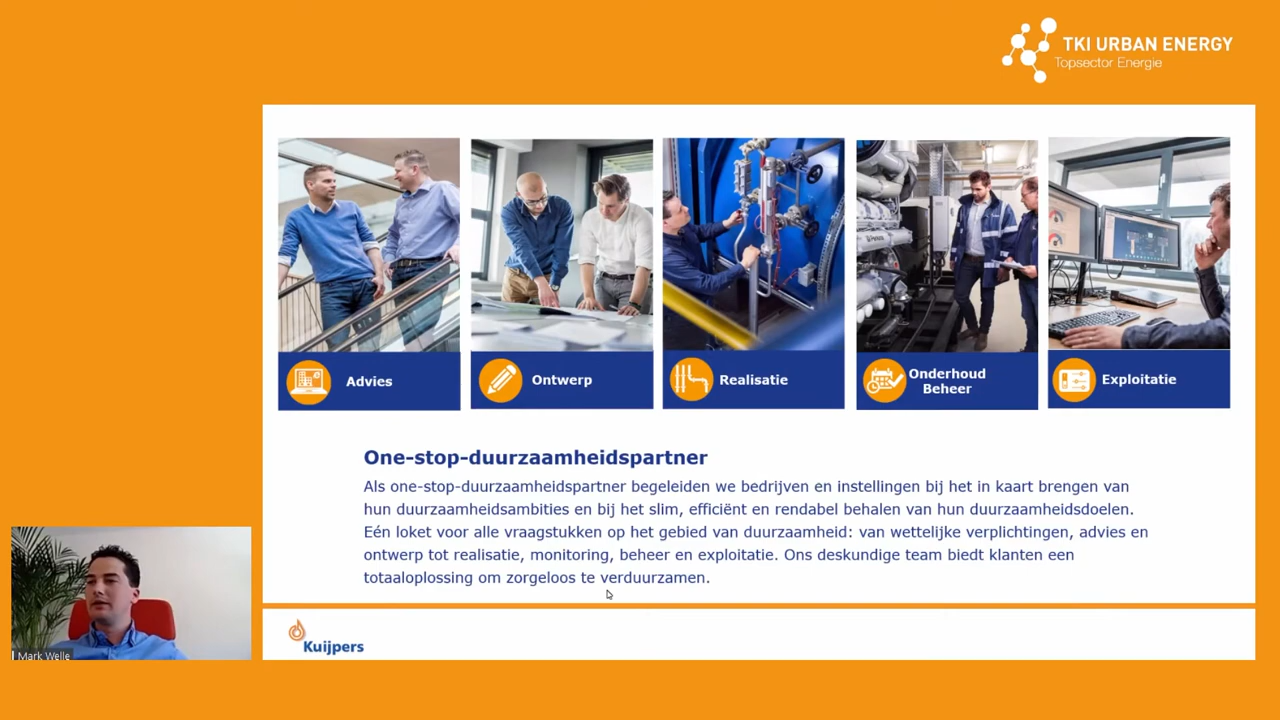 TKI URBAN ENERGY
Topsector Energie
Advies
Ontwerp
Realisatie
Onderhoud
Beheer
Exploitatie
One-stop-duurzaamheidspartner
Als one-stop-duurzaamheidspartner begeleiden we bedrijven en instellingen bij het in kaart brengen van
hun duurzaamheidsambities en bij het slim, efficiënt en rendabel behalen van hun duurzaamheidsdoelen.
Eén loket voor alle vraagstukken op het gebied van duurzaamheid: van wettelijke verplichtingen, advies en
ontwerp tot realisatie, monitoring, beheer en exploitatie. Ons deskundige team biedt klanten een
totaaloplossing om zorgeloos te verduurzamen.
Mark Welle
Kuijpers